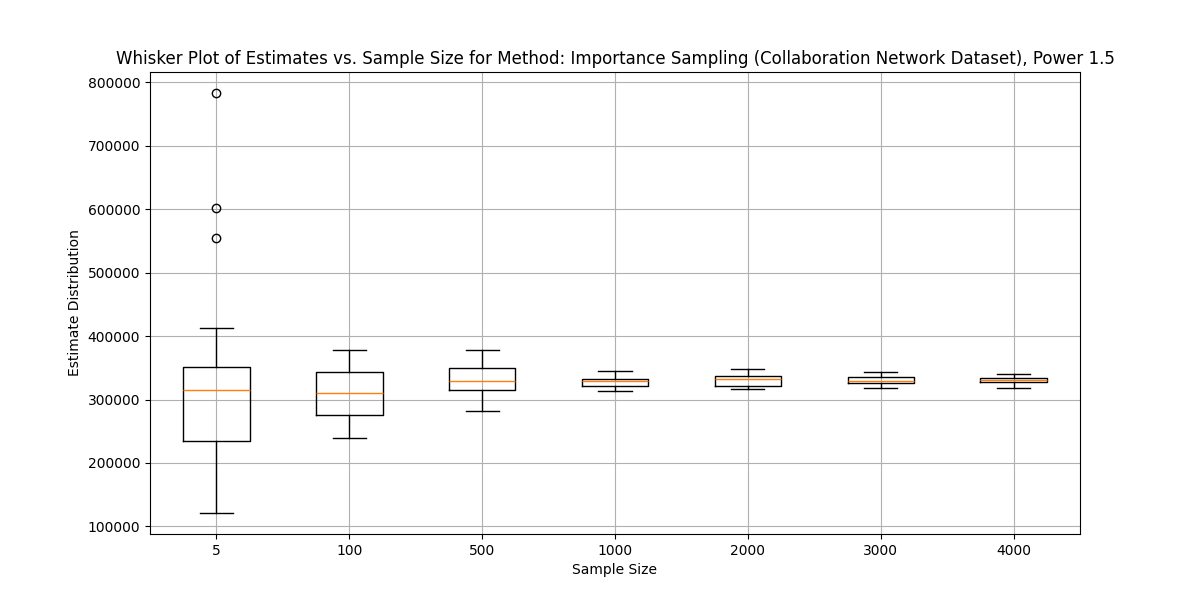 Whisker Plot of Estimates vs. Sample Size for Method: Importance Sampling (Collaboration Network Dataset), Power 1.5
800000
700000
600000
500000
400000
300000
200000
100000
Estimate Distribution
5 100 500 1000 2000 3000 4000
Sample Size